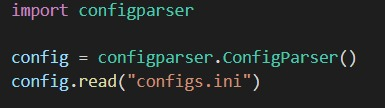 import configparser
config = configparser.ConfigParser()
config.read("configs.ini")